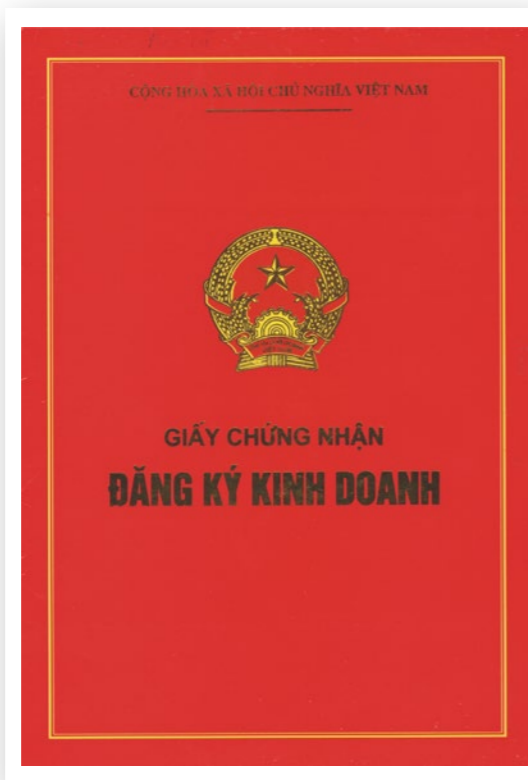 CỘNG HÒA XÃ HỘI CHỦ NGHĨA VIỆT NAM
GIẤY CHỨNG NHẬN
ĐĂNG KÝ KINH DOANH